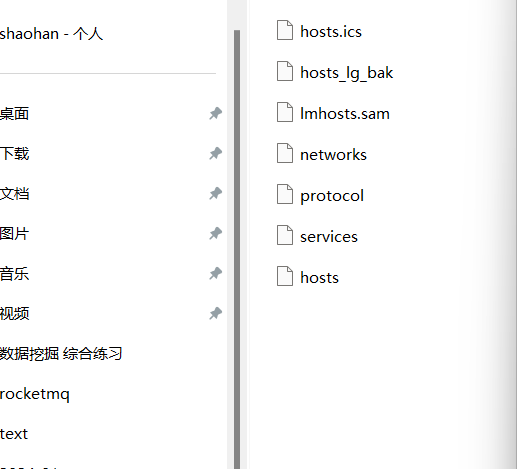 shaohan - 个人
桌面
下载
文档
图片
音乐
视频
数据挖掘 综合练习
rocketmq
text
hosts.ics
hosts_lg_bak
lmhosts.sam
networks
protocol
services
hosts